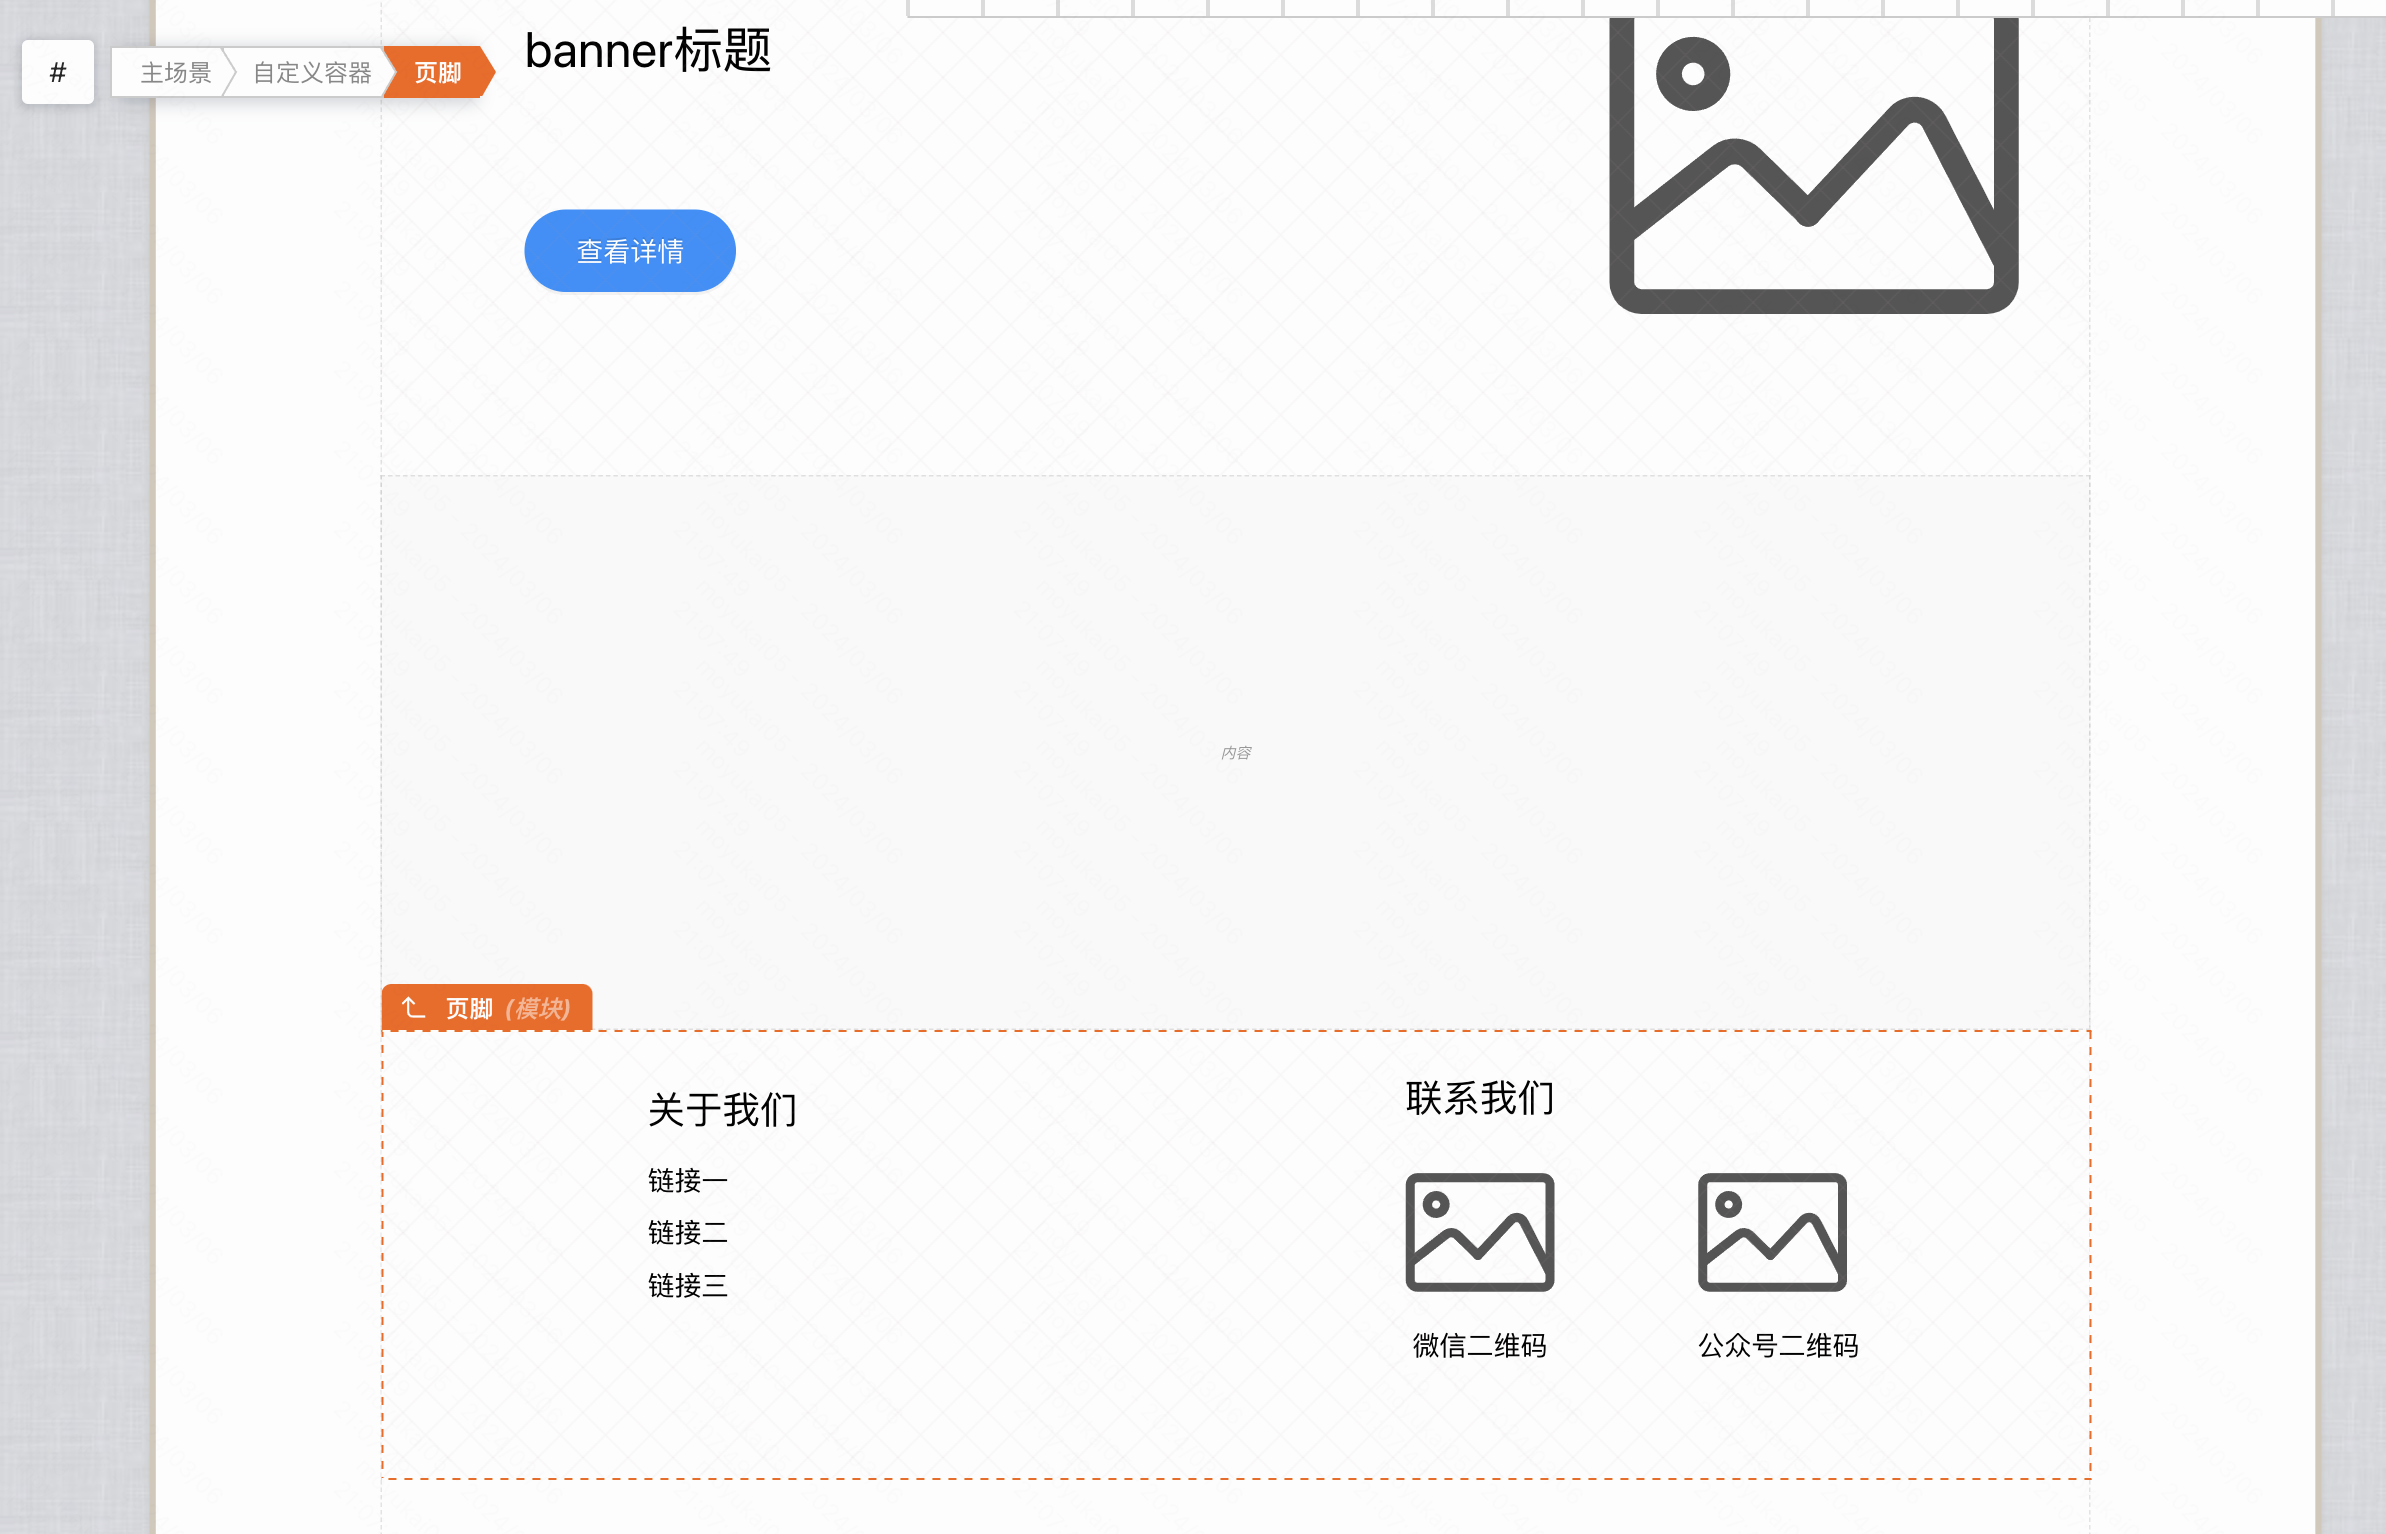 banner标题
#
主场景
自定义容器
页脚
查看详情
内容
页脚 (模块)
关于我们
链接一
链接二
链接三
联系我们
微信二维码
公众号二维码